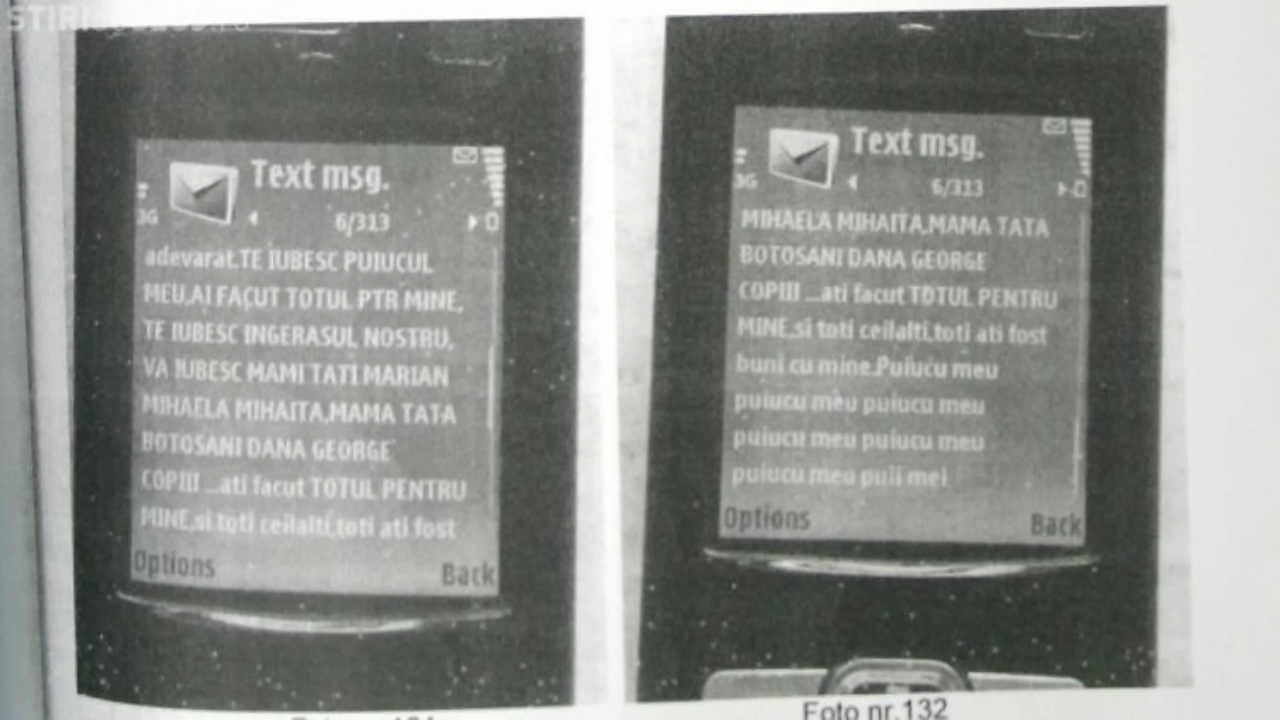 Text msg.
3G
6/313
adevarat.TE IUBESC PUIUCUL
MEU,AI FACUT TOTUL PTR MINE,
TE IUBESC INGERASUL NOSTRU,
VA IUBESC MAMI TATI MARIAN
MIHAELA MIHAITA,MAMA TATA
BOTOSANI DANA GEORGE
COPIII ...ati facut TOTUL PENTRU
MINE,si toti ceilalti,toti ati fost
Options Back
Text msg.
3G
6/313
MIHAELA MIHAITA,MAMA TATA
BOTOSANI DANA GEORGE
COPIII ...ati facut TOTUL PENTRU
MINE,si toti ceilalti,toti ati fost
buni cu mine.Puiucu meu
puiucu meu puiucu meu
puiucu meu puiucu meu
puiucu meu puii mei
Options Back
Foto nr.132